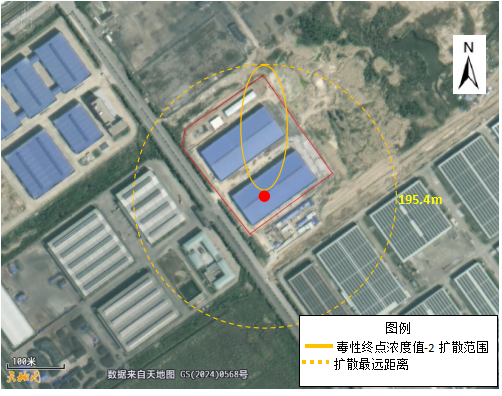 N
195.4m
图例
毒性终点浓度值-2 扩散范围
扩散最远距离
100米
天地图
数据来自天地图 GS(2024)0568号